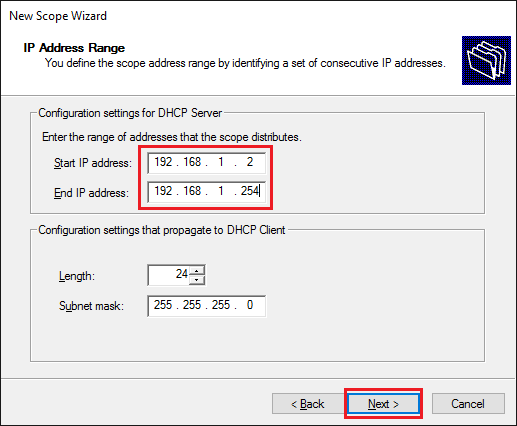 New Scope Wizard
IP Address Range
You define the scope address range by identifying a set of consecutive IP addresses.
Configuration settings for DHCP Server
Enter the range of addresses that the scope distributes.
Start IP address: 192 . 168 . 1 . 2
End IP address: 192 . 168 . 1 . 254
Configuration settings that propagate to DHCP Client
Length: 24
Subnet mask: 255 . 255 . 255 . 0
< Back Next > Cancel